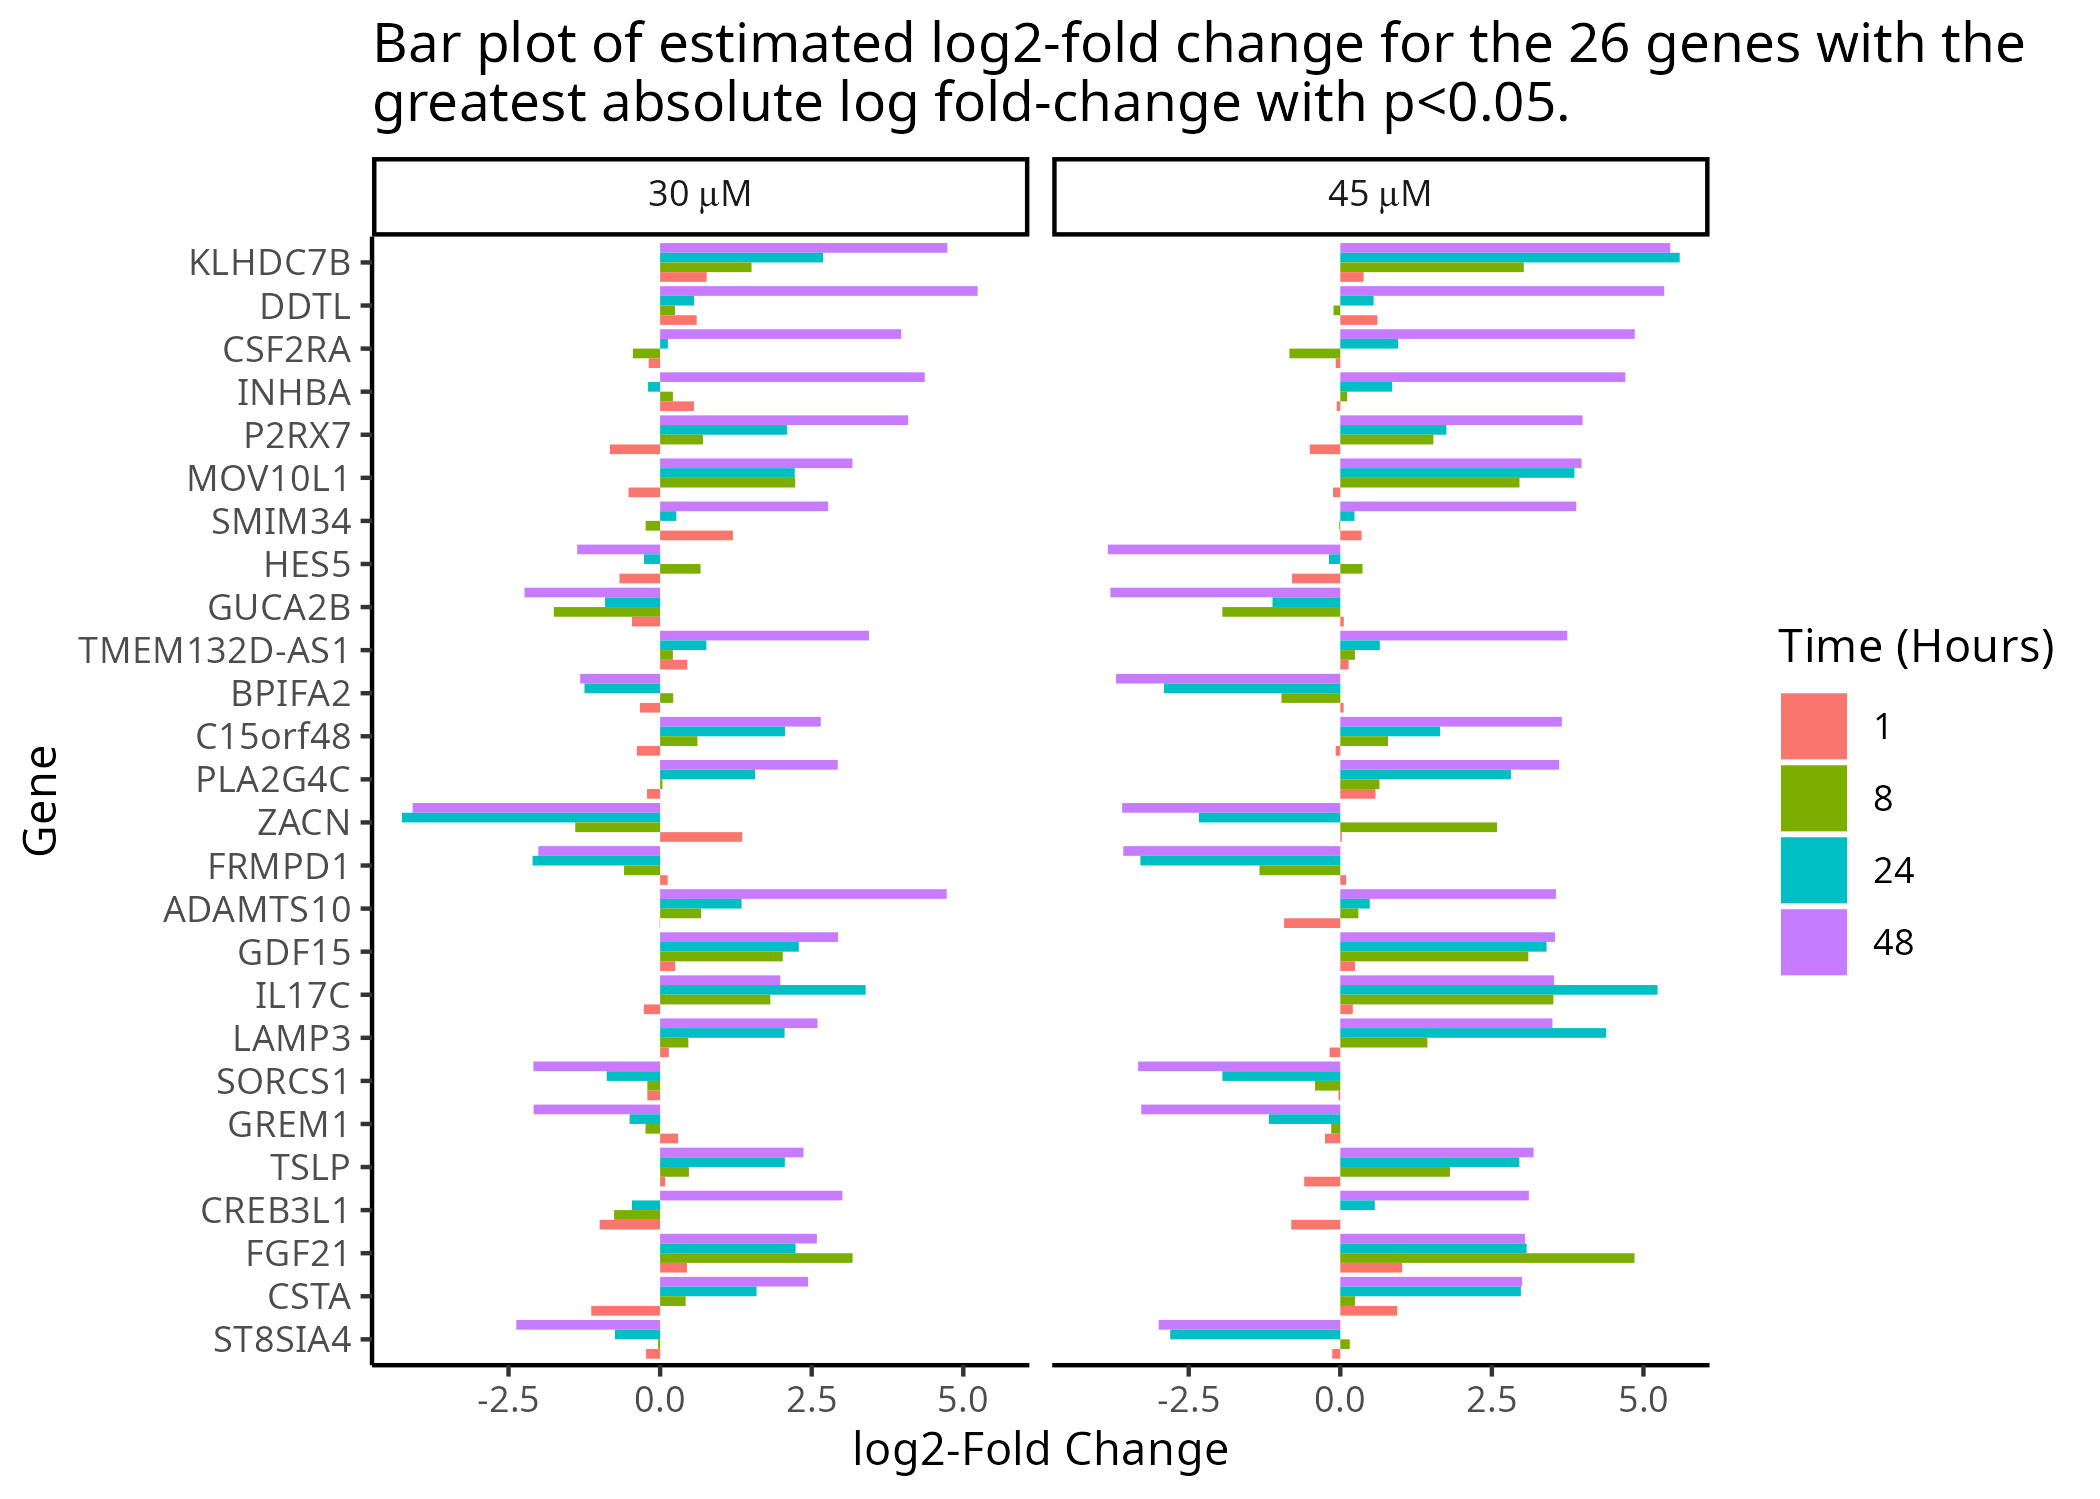 Bar plot of estimated log2-fold change for the 26 genes with the
greatest absolute log fold-change with p<0.05.
30 μM
45 μM
Gene
KLHDC7B
DDTL
CSF2RA
INHBA
P2RX7
MOV10L1
SMIM34
HES5
GUCA2B
TMEM132D-AS1
BPIFA2
C15orf48
PLA2G4C
ZACN
FRMPD1
ADAMTS10
GDF15
IL17C
LAMP3
SORCS1
GREM1
TSLP
CREB3L1
FGF21
CSTA
ST8SIA4
-2.5 0.0 2.5 5.0
-2.5 0.0 2.5 5.0
log2-Fold Change
Time (Hours)
1
8
24
48